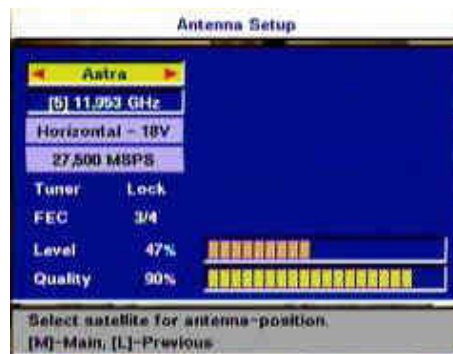 Antenna Setup
Astra
[5] 11,953 GHz
Horizontal - 18V
27,500 MSPS
Tuner Lock
FEC 3/4
Level 47%
Quality 90%
Select satellite for antenna-position.
[M]-Main, [L]-Previous